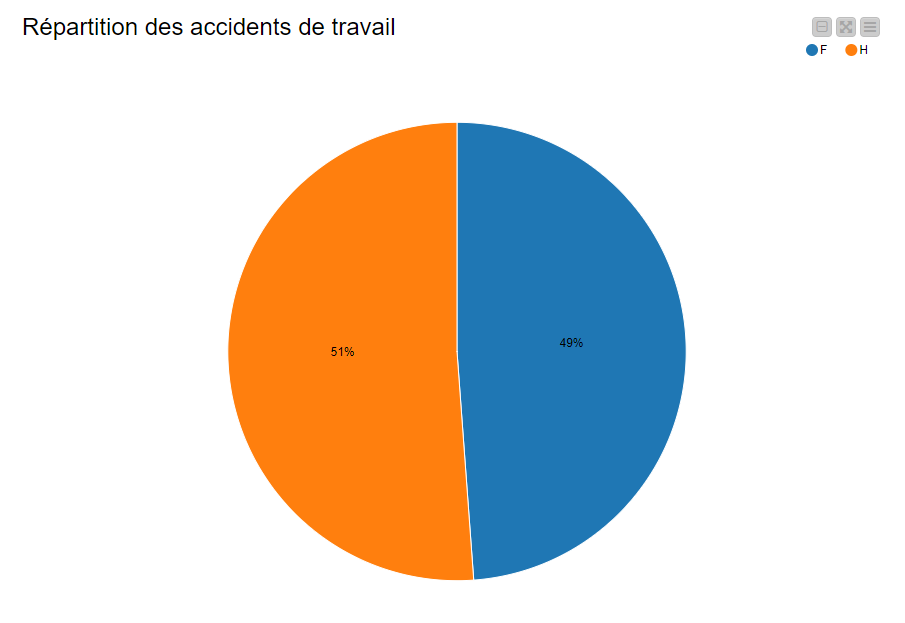 Répartition des accidents de travail
F H
51%
49%